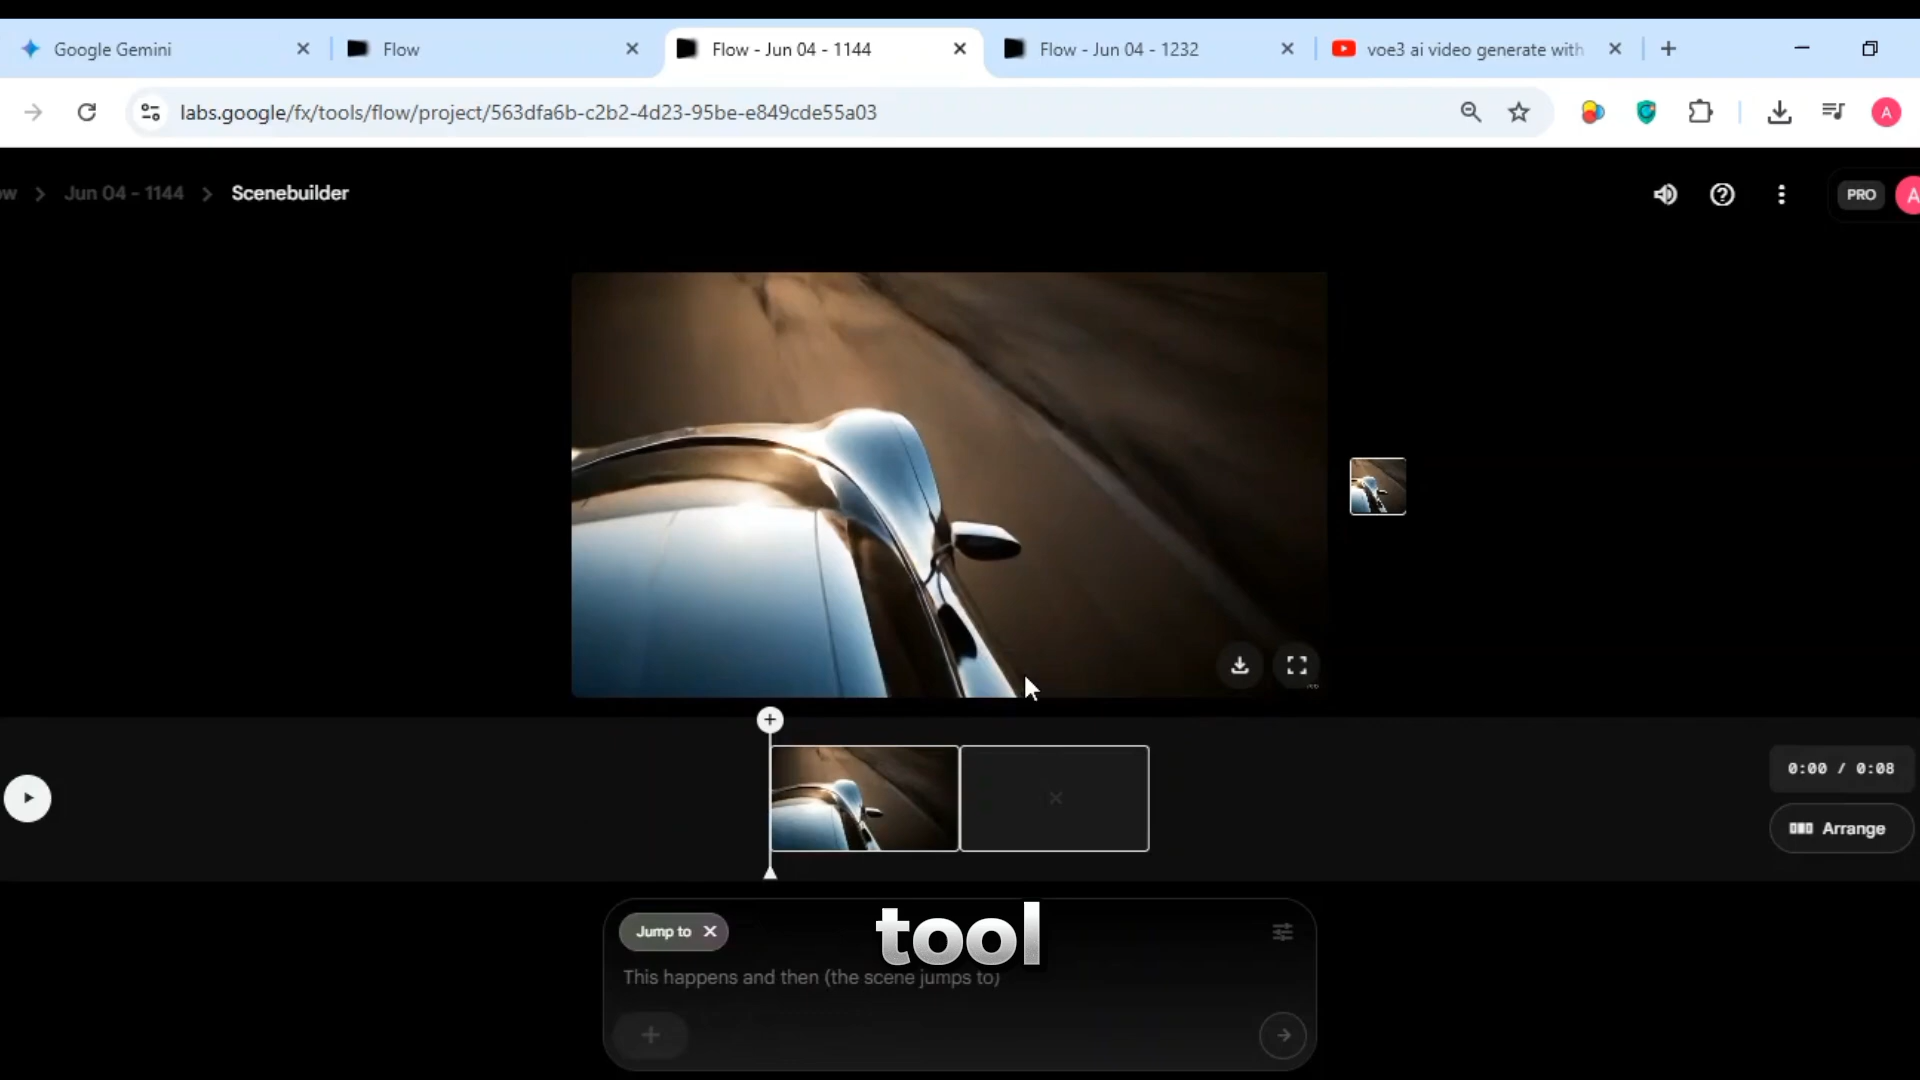 Google Gemini
Flow
Flow - Jun 04 - 1144
Flow - Jun 04 - 1232
voe3 ai video generate with
labs.google/fx/tools/flow/project/563dfa6b-c2b2-4d23-95be-e849cde55a03
A
ow > Jun 04 - 1144 > Scenebuilder
PRO
A
0:00 / 0:08
Arrange
Jump to
tool
This happens and then (the scene jumps to)